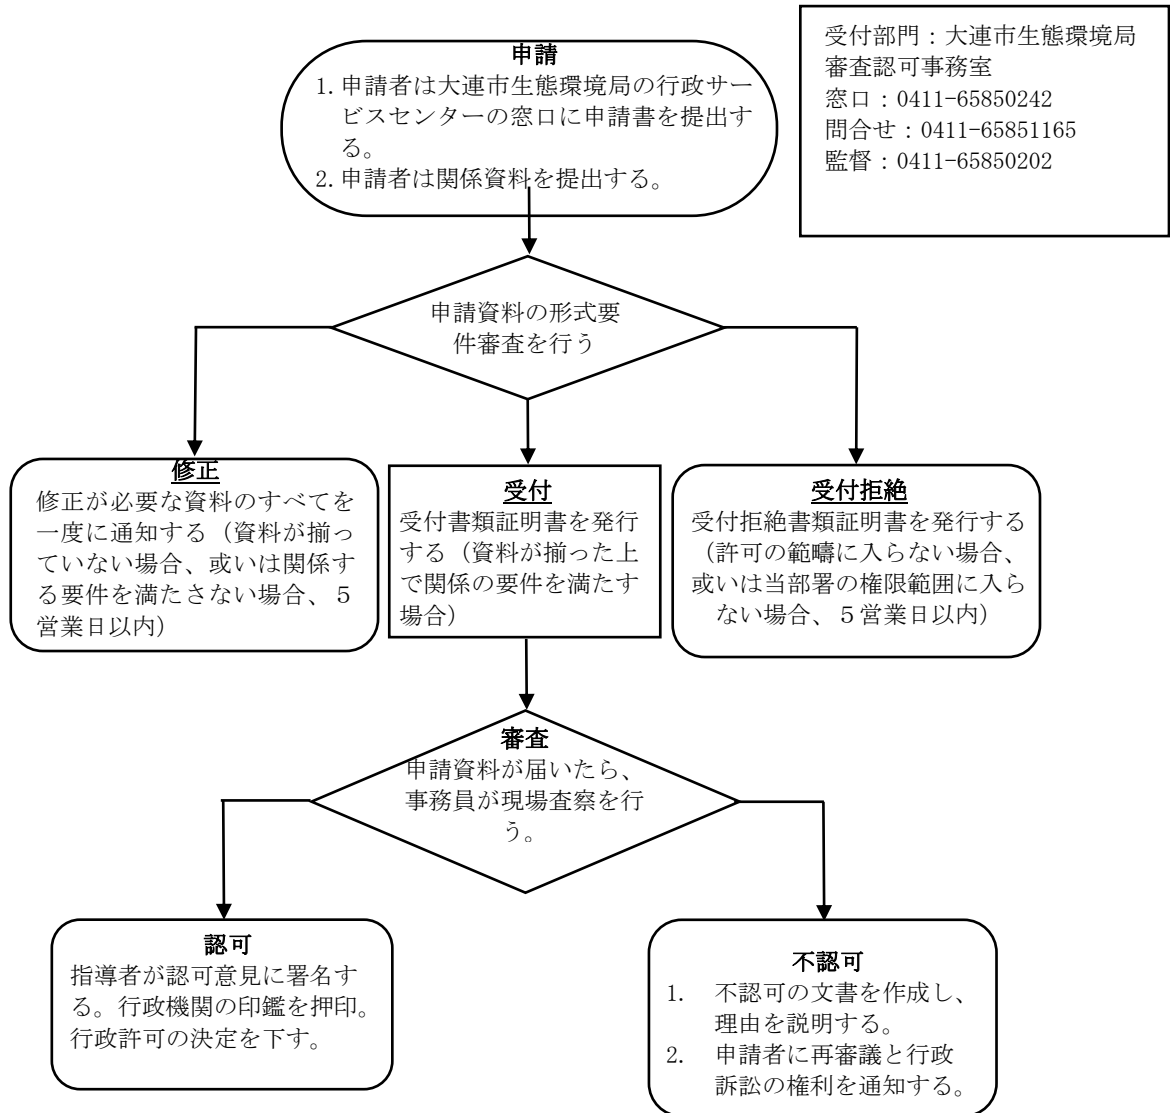 申請
1. 申請者は大連市生態環境局の行政サー
ビスセンターの窓口に申請書を提出す
る。
2. 申請者は関係資料を提出する。
受付部門：大連市生態環境局
審査認可事務室
窓口：0411-65850242
問合せ：0411-65851165
監督：0411-65850202
申請資料の形式要
件審査を行う
修正
修正が必要な資料のすべてを
一度に通知する（資料が揃っ
ていない場合、或いは関係す
る要件を満たさない場合、５
営業日以内）
受付
受付書類証明書を発行
する（資料が揃った上
で関係の要件を満たす
場合）
受付拒絶
受付拒絶書類証明書を発行する
（許可の範疇に入らない場合、
或いは当部署の権限範囲に入ら
ない場合、５営業日以内）
審査
申請資料が届いたら、
事務員が現場査察を行
う。
認可
指導者が認可意見に署名す
る。行政機関の印鑑を押印。
行政許可の決定を下す。
不認可
1. 不認可の文書を作成し、
理由を説明する。
2. 申請者に再審議と行政
訴訟の権利を通知する。